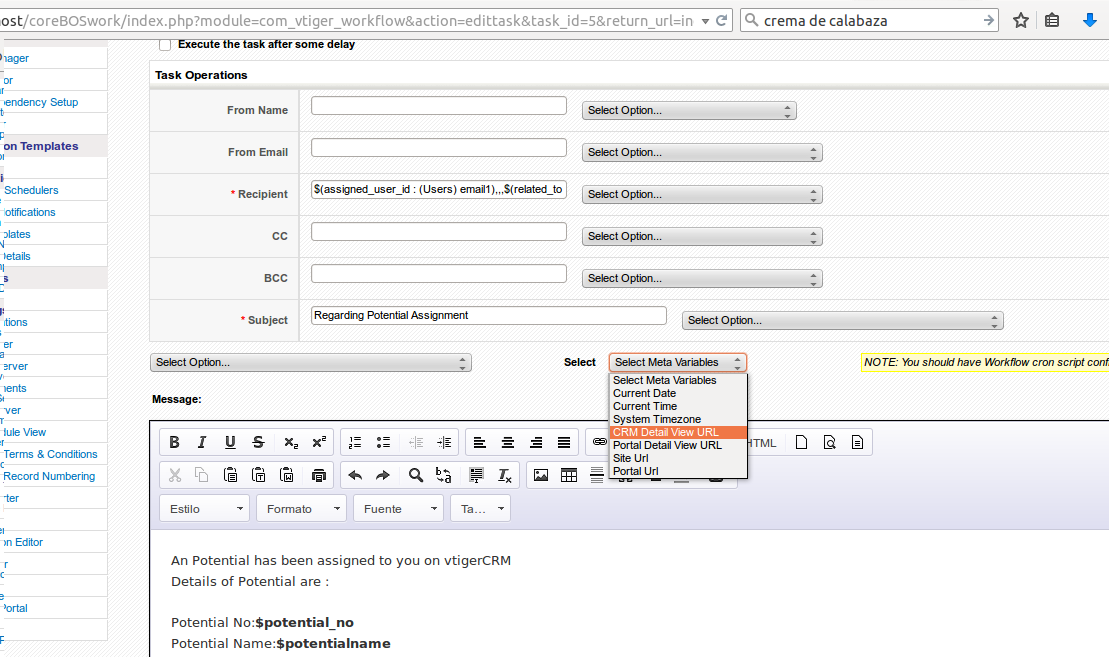 ost/coreBOSwork/index.php?module=com_vtiger_workflow&action=edittask&task_id=5&return_url=in
crema de calabaza
Execute the task after some delay
Task Operations
From Name Select Option...
From Email Select Option...
* Recipient $(assigned_user_id : (Users) email1),,,$(related_to Select Option...
CC Select Option...
BCC Select Option...
* Subject Regarding Potential Assignment Select Option...
Select Option... Select Select Meta Variables NOTE: You should have Workflow cron script conf
Select Meta Variables
Current Date
Current Time
System Timezone
CRM Detail View URL
Portal Detail View URL
Site Url
Portal Url
Message:
HTML
Estilo Formato Fuente Ta...
An Potential has been assigned to you on vtigerCRM
Details of Potential are :
Potential No:$potential_no
Potential Name:$potentialname
nager
or
pendency Setup
on Templates
Schedulers
lotifications
plates
Details
s
ations
er
erver
ments
rver
dule View
Terms & Conditions
Record Numbering
rter
on Editor
r
Portal